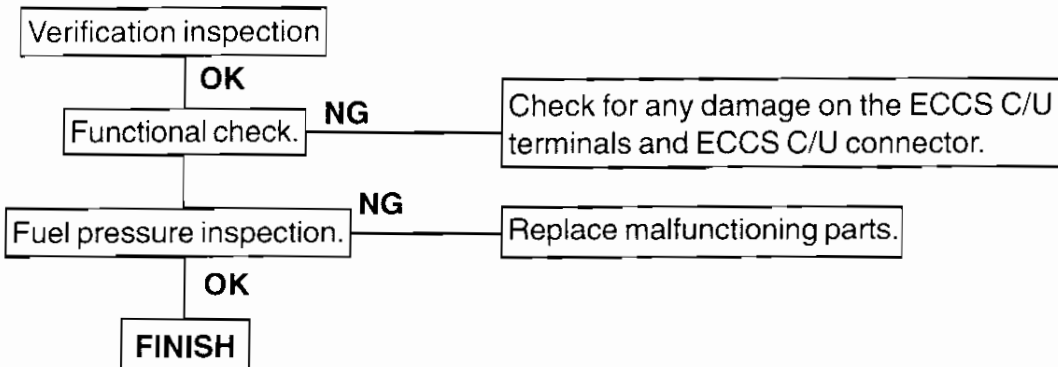 Verification inspection
OK
Functional check.
NG
Check for any damage on the ECCS C/U
terminals and ECCS C/U connector.
Fuel pressure inspection.
NG
Replace malfunctioning parts.
OK
FINISH